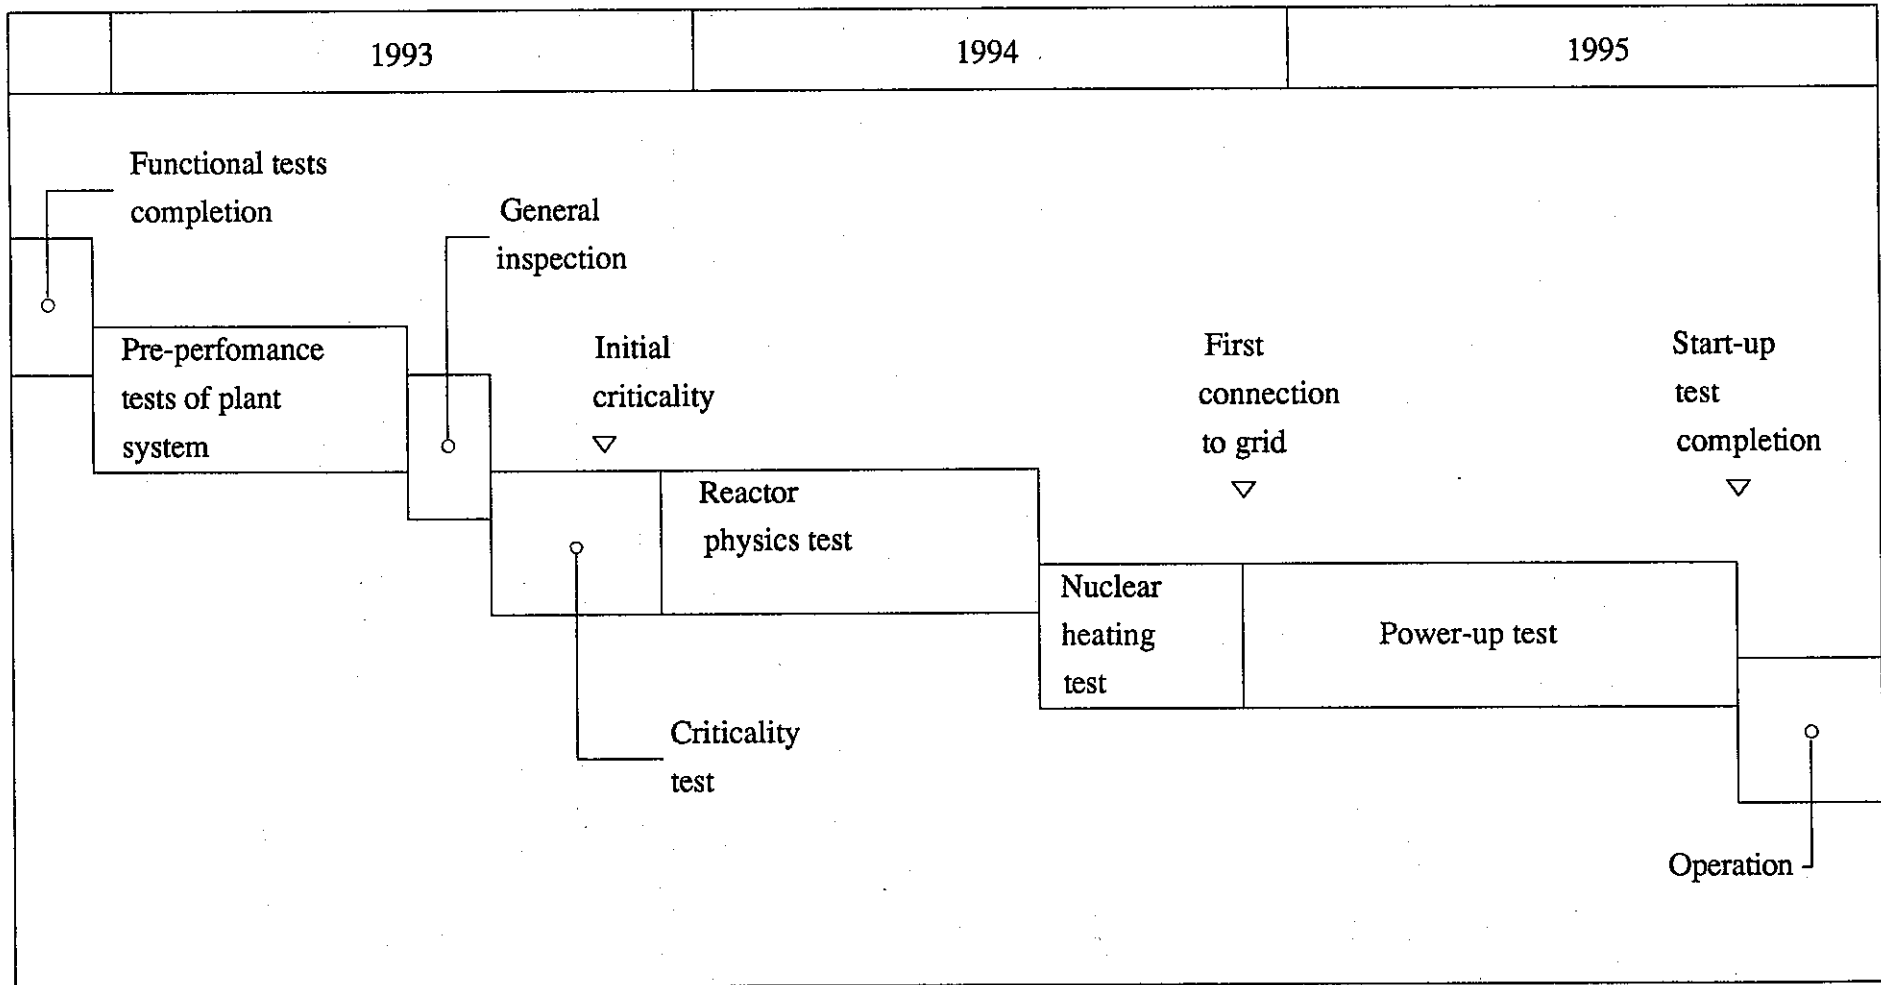 1993
1994
1995
Functional tests
completion
General
inspection
Pre-perfomance
tests of plant
system
Initial
criticality
First
connection
to grid
Start-up
test
completion
Reactor
physics test
Nuclear
heating
test
Power-up test
Criticality
test
Operation